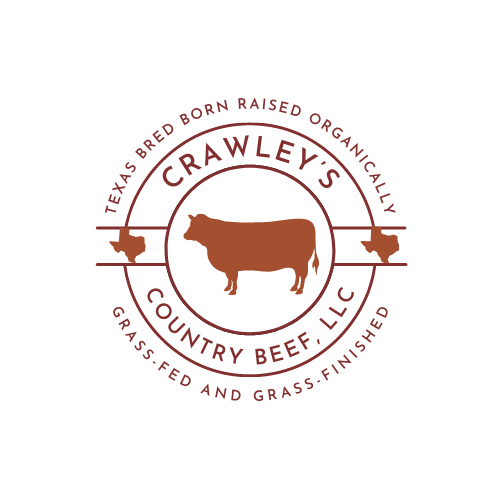 TEXAS BRED BORN RAISED ORGANICALLY
CRAWLEY'S
COUNTRY BEEF, LLC
GRASS-FED AND GRASS-FINISHED